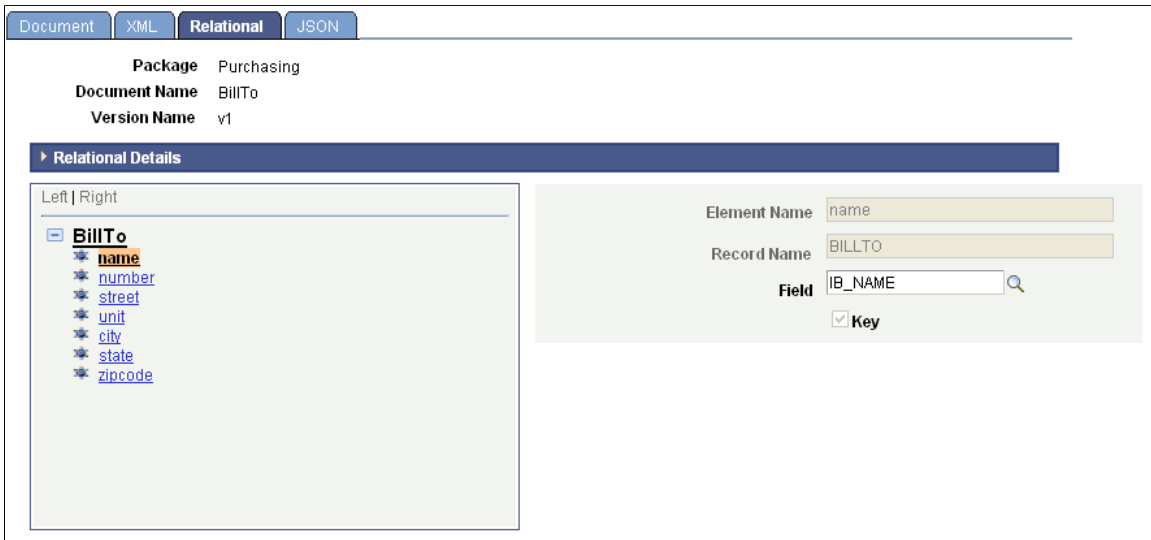 Document XML Relational JSON
Package Purchasing
Document Name BillTo
Version Name v1
Relational Details
Left | Right
BillTo
name
number
street
unit
city
state
zipcode
Element Name name
Record Name BILLTO
Field IB_NAME
Key